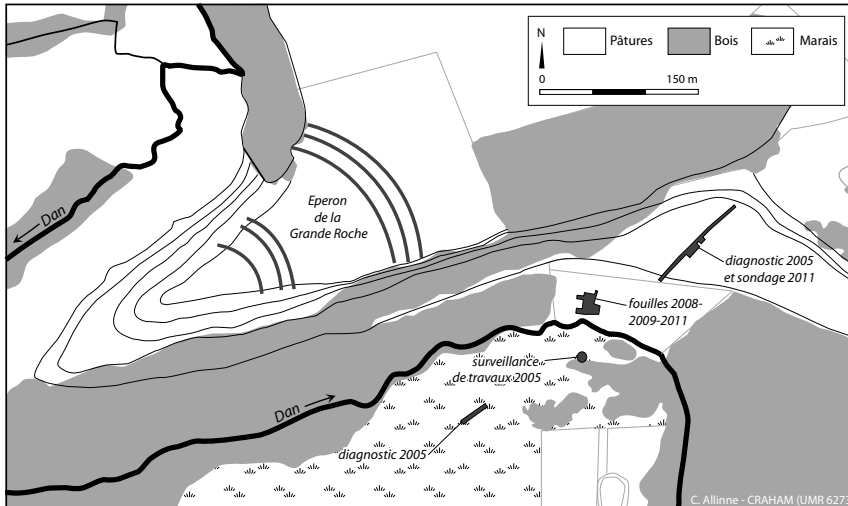 N
Pâtures
Bois
Marais
0
150 m
Dan
Eperon
de la
Grande Roche
diagnostic 2005
et sondage 2011
fouilles 2008-
2009-2011
surveillance
de travaux 2005
Dan
diagnostic 2005
C. Allinne - CRAHAM (UMR 6273